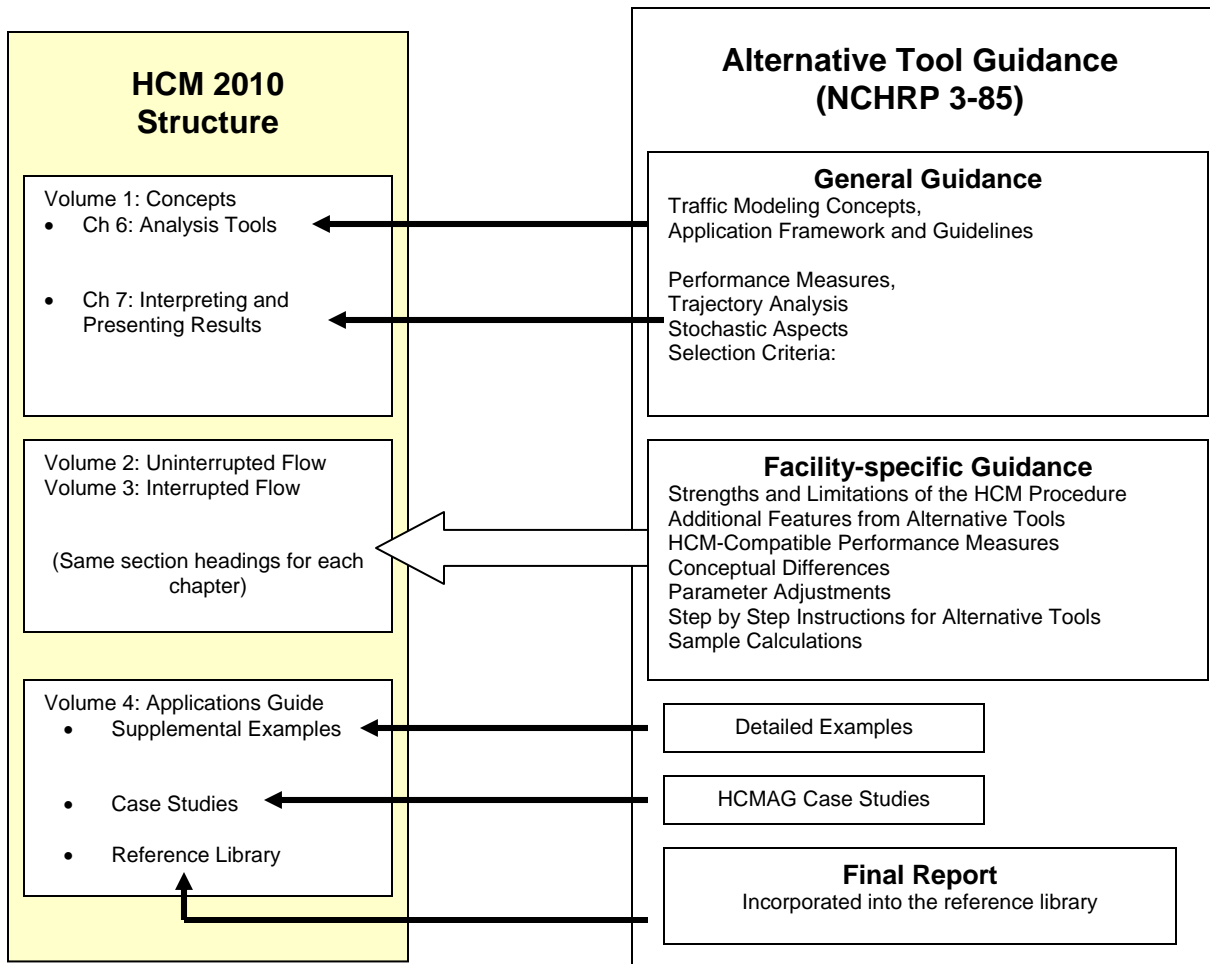 HCM 2010
Structure
Volume 1: Concepts
• Ch 6: Analysis Tools
• Ch 7: Interpreting and
Presenting Results
Volume 2: Uninterrupted Flow
Volume 3: Interrupted Flow
(Same section headings for each
chapter)
Volume 4: Applications Guide
• Supplemental Examples
• Case Studies
• Reference Library
Alternative Tool Guidance
(NCHRP 3-85)
General Guidance
Traffic Modeling Concepts,
Application Framework and Guidelines
Performance Measures,
Trajectory Analysis
Stochastic Aspects
Selection Criteria:
Facility-specific Guidance
Strengths and Limitations of the HCM Procedure
Additional Features from Alternative Tools
HCM-Compatible Performance Measures
Conceptual Differences
Parameter Adjustments
Step by Step Instructions for Alternative Tools
Sample Calculations
Detailed Examples
HCMAG Case Studies
Final Report
Incorporated into the reference library